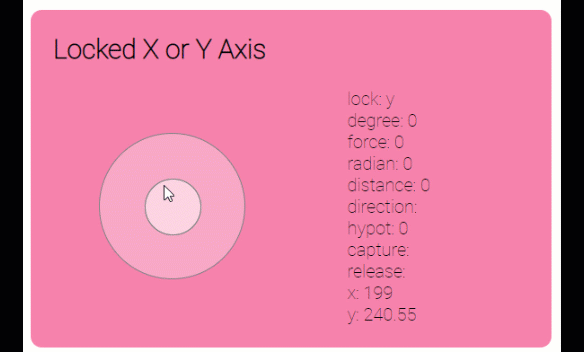 Locked X or Y Axis
lock: y
degree: 0
force: 0
radian: 0
distance: 0
direction:
hypot: 0
capture:
release:
x: 199
y: 240.55